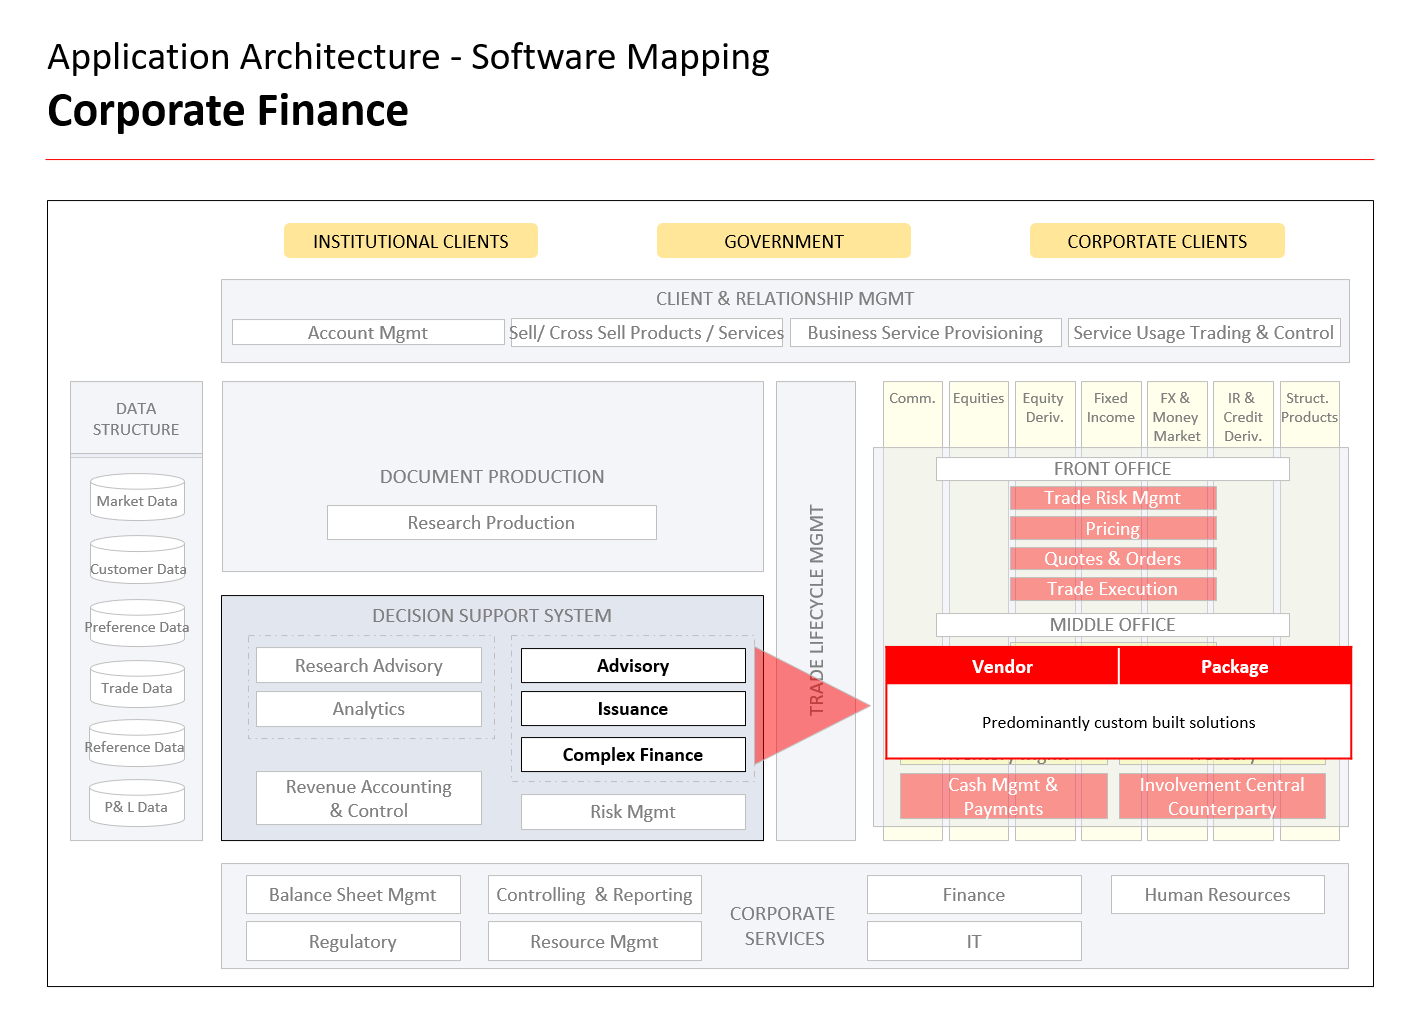 Application Architecture - Software Mapping
Corporate Finance
INSTITUTIONAL CLIENTS
GOVERNMENT
CORPORTATE CLIENTS
CLIENT & RELATIONSHIP MGMT
Account Mgmt
Sell/ Cross Sell Products / Services
Business Service Provisioning
Service Usage Trading & Control
DATA
STRUCTURE
Market Data
Customer Data
Preference Data
Trade Data
Reference Data
P& L Data
DOCUMENT PRODUCTION
Research Production
DECISION SUPPORT SYSTEM
Research Advisory
Analytics
Revenue Accounting
& Control
Advisory
Issuance
Complex Finance
Risk Mgmt
TRADE LIFECYCLE MGMT
Comm.
Equities
Equity
Deriv.
Fixed
Income
FX &
Money
Market
IR &
Credit
Deriv.
Struct.
Products
FRONT OFFICE
Trade Risk Mgmt
Pricing
Quotes & Orders
Trade Execution
MIDDLE OFFICE
Vendor
Package
Predominantly custom built solutions
Cash Mgmt &
Payments
Involvement Central
Counterparty
Balance Sheet Mgmt
Controlling & Reporting
Regulatory
Resource Mgmt
CORPORATE
SERVICES
Finance
IT
Human Resources